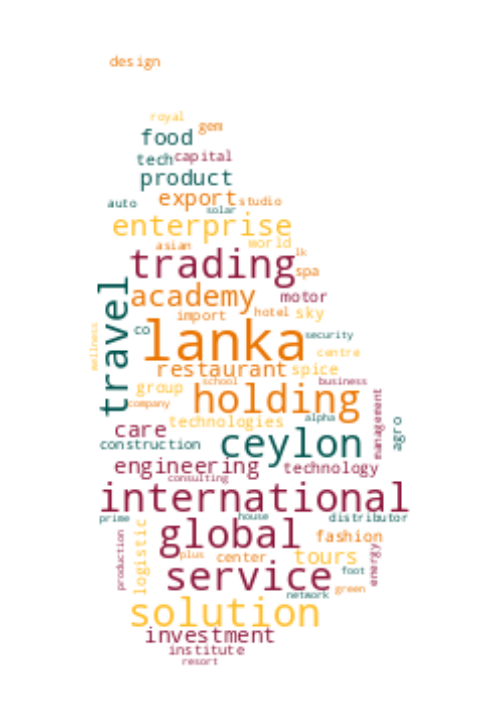 design
royal
gem
food
tech capital
product
export studio
auto solar
enterprise
asian world
trading lk
spa
academy motor
travel
import hotel sky
co lanka security
wellness
centre
restaurant spice
school business
group holding
company
technologies alpha
management
agro
care ceylon
construction
engineering technology
consulting
international
prime house distributor
global
production
logistic
plus center fashion
tours
energy
service foot
green
network
solution
investment
institute
resort